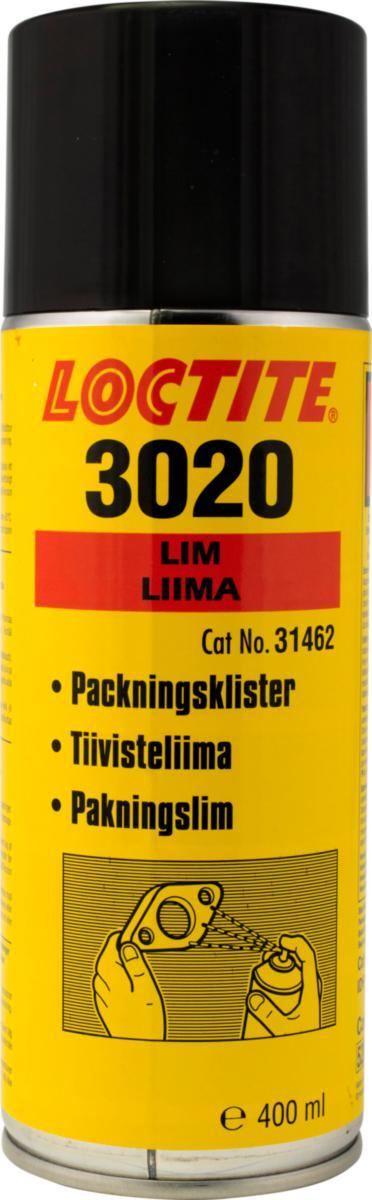 LOCTITE®
3020
LIM
LIIMA
Cat No. 31462
• Packningsklister
• Tiivisteliima
• Pakningslim
℮ 400 ml